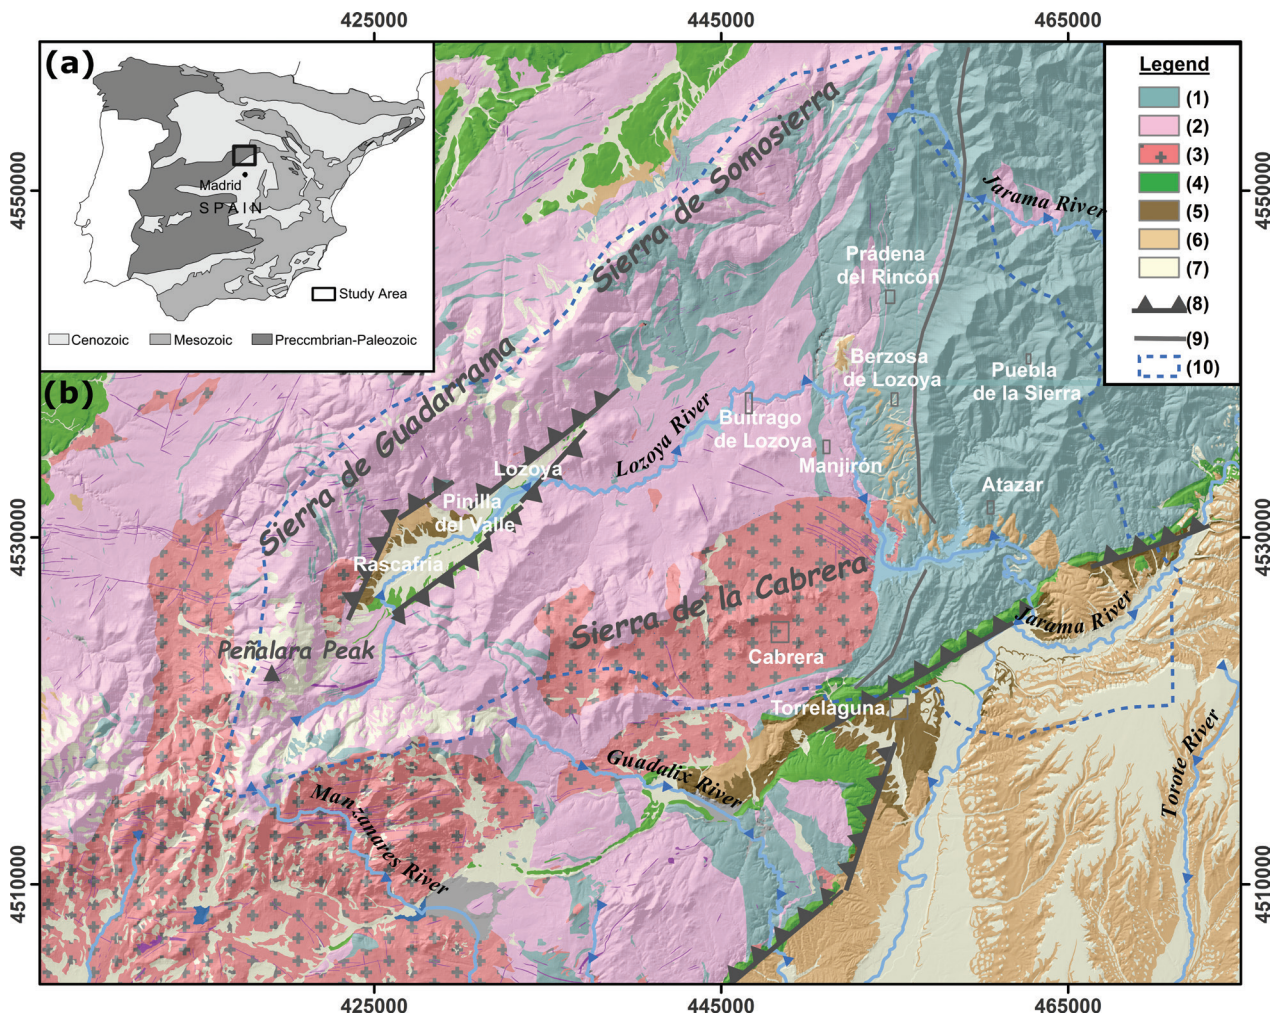 425000
445000
465000
(a)
Madrid
SPAIN
Study Area
Cenozoic
Mesozoic
Preccmbrian-Paleozoic
(b)
Legend
(1)
(2)
(3)
(4)
(5)
(6)
(7)
(8)
(9)
(10)
4550000
4550000
Jarama River
Sierra de Somosierra
Prádena
del Rincón
Berzosa
de Lozoya
Puebla
de la Sierra
Sierra de Guadarrama
Buitrago
de Lozoya
Lozoya River
Manjirón
Lozoya
Atazar
Pinilla
del Valle
4530000
4530000
Rascafría
Sierra de la Cabrera
Jarama River
Peñalara Peak
Cabrera
Torrelaguna
Guadalix River
Torote River
Manzanares River
4510000
4510000
425000
445000
465000